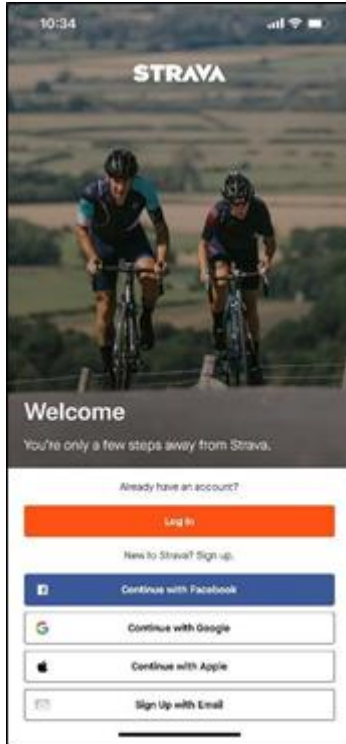 10:34
STRAVA
Welcome
You're only a few steps away from Strava.
Already have an account?
Log In
New to Strava? Sign up.
Continue with Facebook
Continue with Google
Continue with Apple
Sign Up with Email